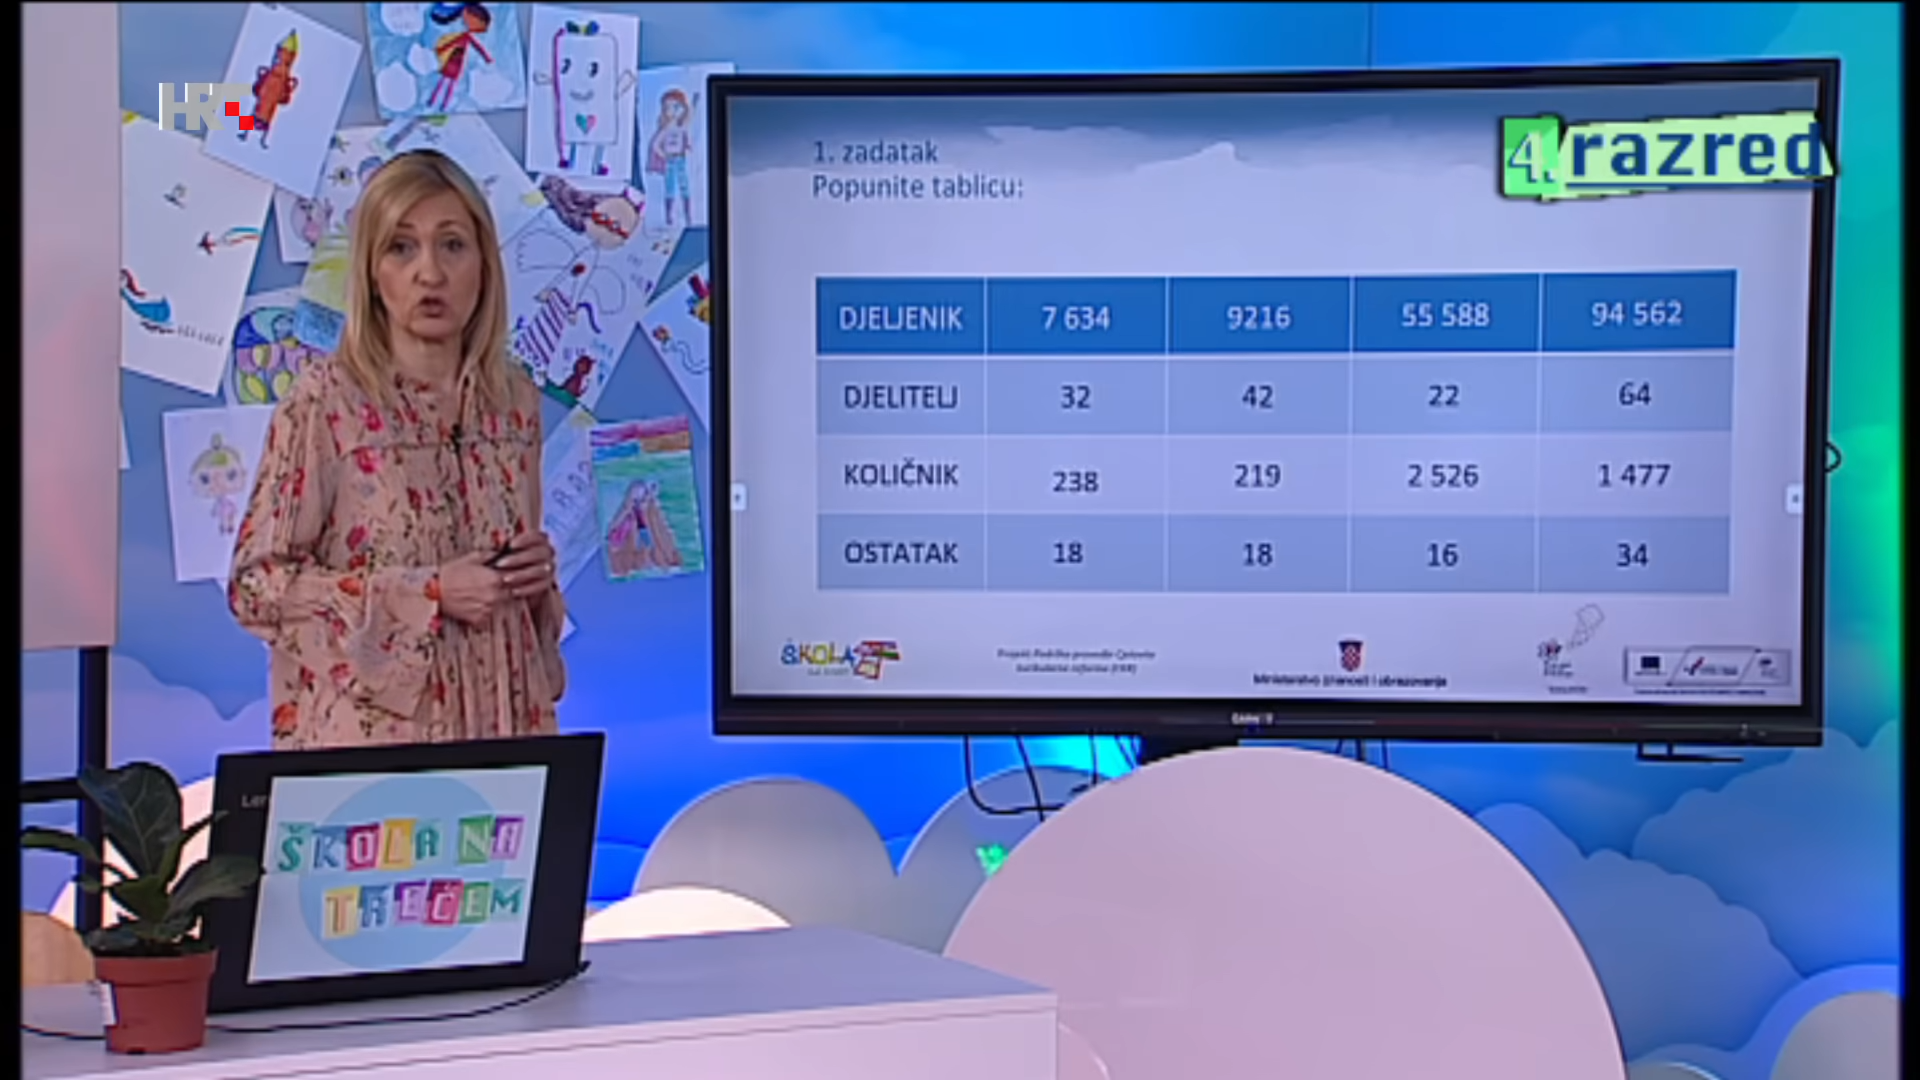 HRT
4. razred
1. zadatak
Popunite tablicu:
DJELJENIK 7 634 9216 55 588 94 562
DJELITELJ 32 42 22 64
KOLIČNIK 238 219 2 526 1 477
OSTATAK 18 18 16 34
ŠKOLA
Ministarstvo znanosti i obrazovanja
ŠKOLA NA
TREĆEM